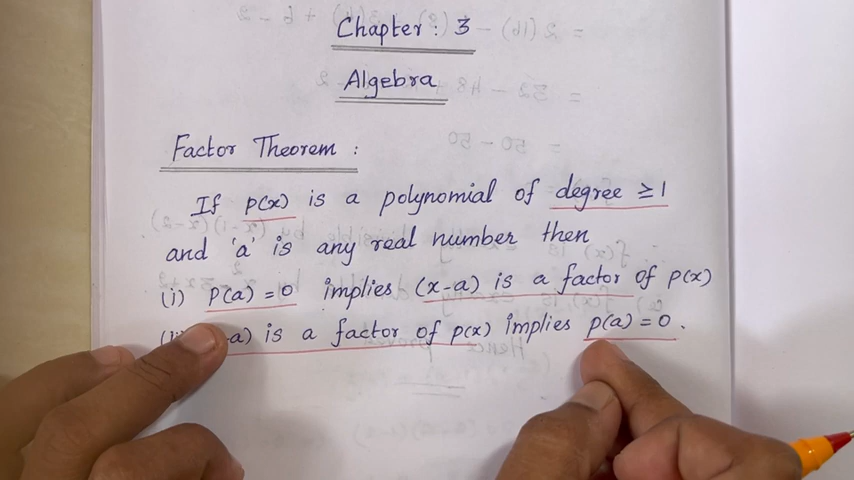 Chapter : 3
Algebra
Factor Theorem :
If p(x) is a polynomial of degree ≥ 1
and 'a' is any real number then
(i) p(a) = 0 implies (x-a) is a factor of p(x)
-a) is a factor of p(x) implies p(a) = 0.